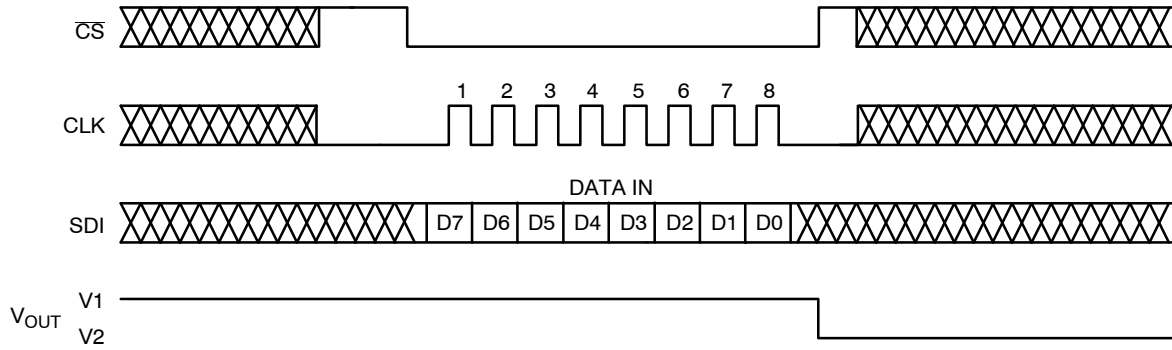 C̅S̅
1 2 3 4 5 6 7 8
CLK
DATA IN
SDI D7 D6 D5 D4 D3 D2 D1 D0
V1
VOUT
V2